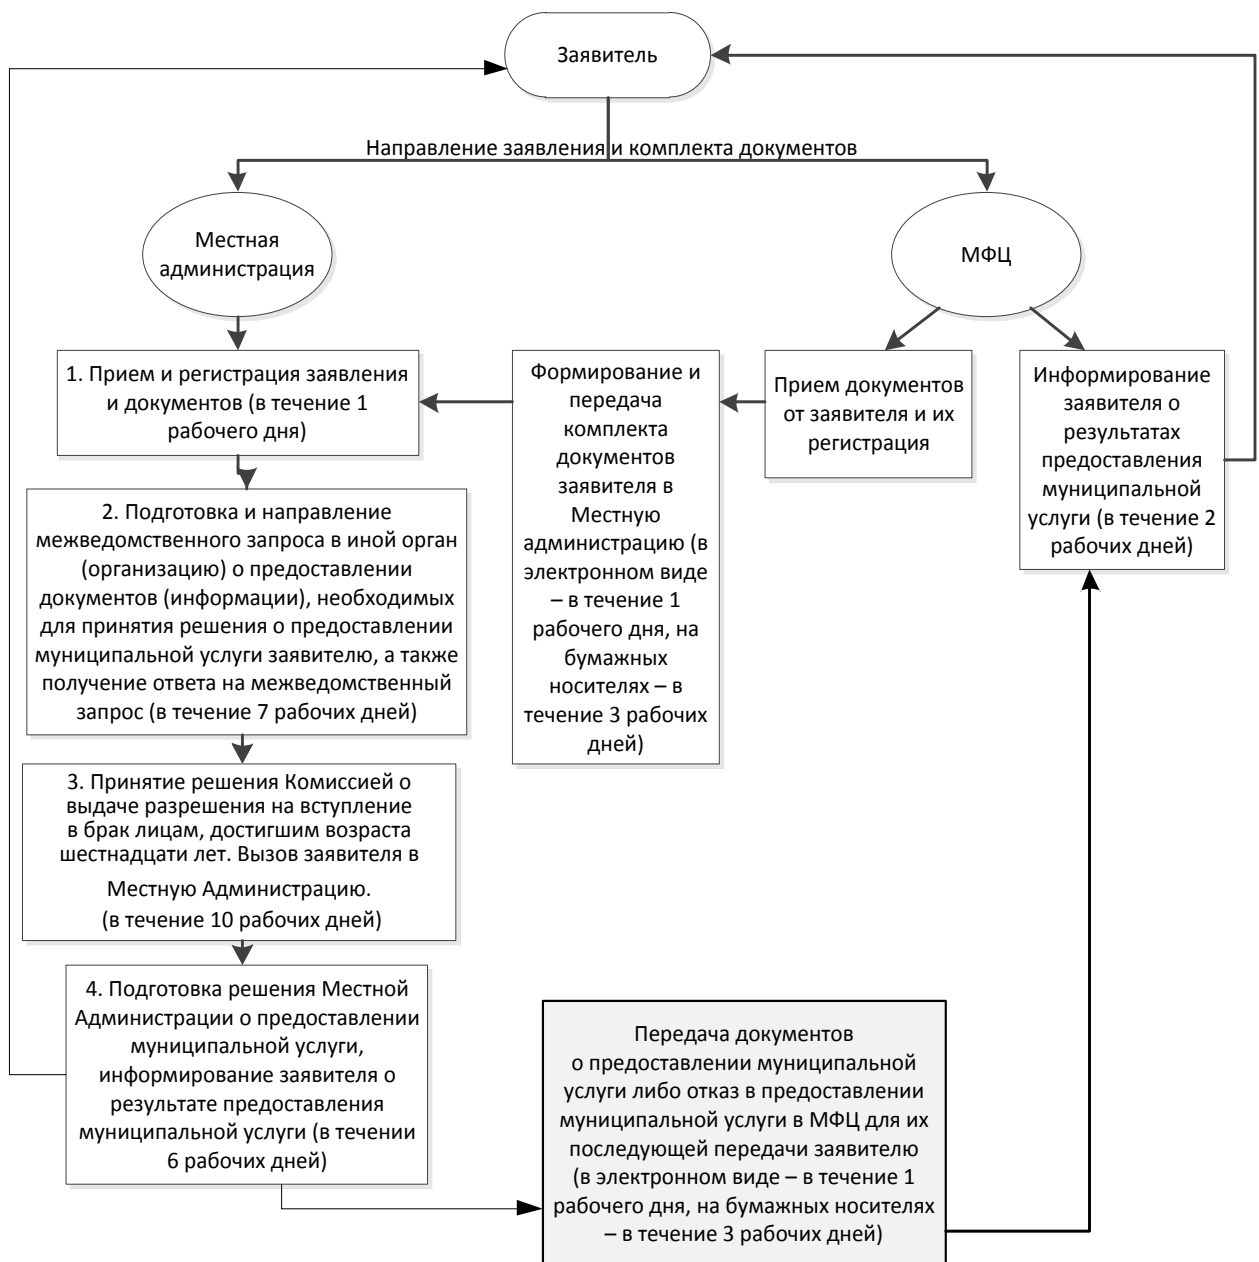 Заявитель
Направление заявления и комплекта документов
Местная
администрация
МФЦ
1. Прием и регистрация заявления
и документов (в течение 1
рабочего дня)
Формирование и
передача
комплекта
документов
заявителя в
Местную
администрацию (в
электронном виде
– в течение 1
рабочего дня, на
бумажных
носителях – в
течение 3 рабочих
дней)
Прием документов
от заявителя и их
регистрация
Информирование
заявителя о
результатах
предоставления
муниципальной
услуги (в течение 2
рабочих дней)
2. Подготовка и направление
межведомственного запроса в иной орган
(организацию) о предоставлении
документов (информации), необходимых
для принятия решения о предоставлении
муниципальной услуги заявителю, а также
получение ответа на межведомственный
запрос (в течение 7 рабочих дней)
3. Принятие решения Комиссией о
выдаче разрешения на вступление
в брак лицам, достигшим возраста
шестнадцати лет. Вызов заявителя в
Местную Администрацию.
(в течение 10 рабочих дней)
4. Подготовка решения Местной
Администрации о предоставлении
муниципальной услуги,
информирование заявителя о
результате предоставления
муниципальной услуги (в течении
6 рабочих дней)
Передача документов
о предоставлении муниципальной
услуги либо отказ в предоставлении
муниципальной услуги в МФЦ для их
последующей передачи заявителю
(в электронном виде – в течение 1
рабочего дня, на бумажных носителях
– в течение 3 рабочих дней)